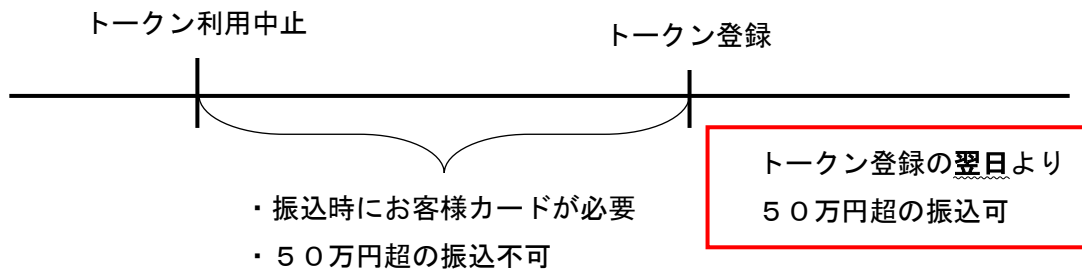 トークン利用中止
トークン登録
・振込時にお客様カードが必要
・５０万円超の振込不可
トークン登録の翌日より
５０万円超の振込可